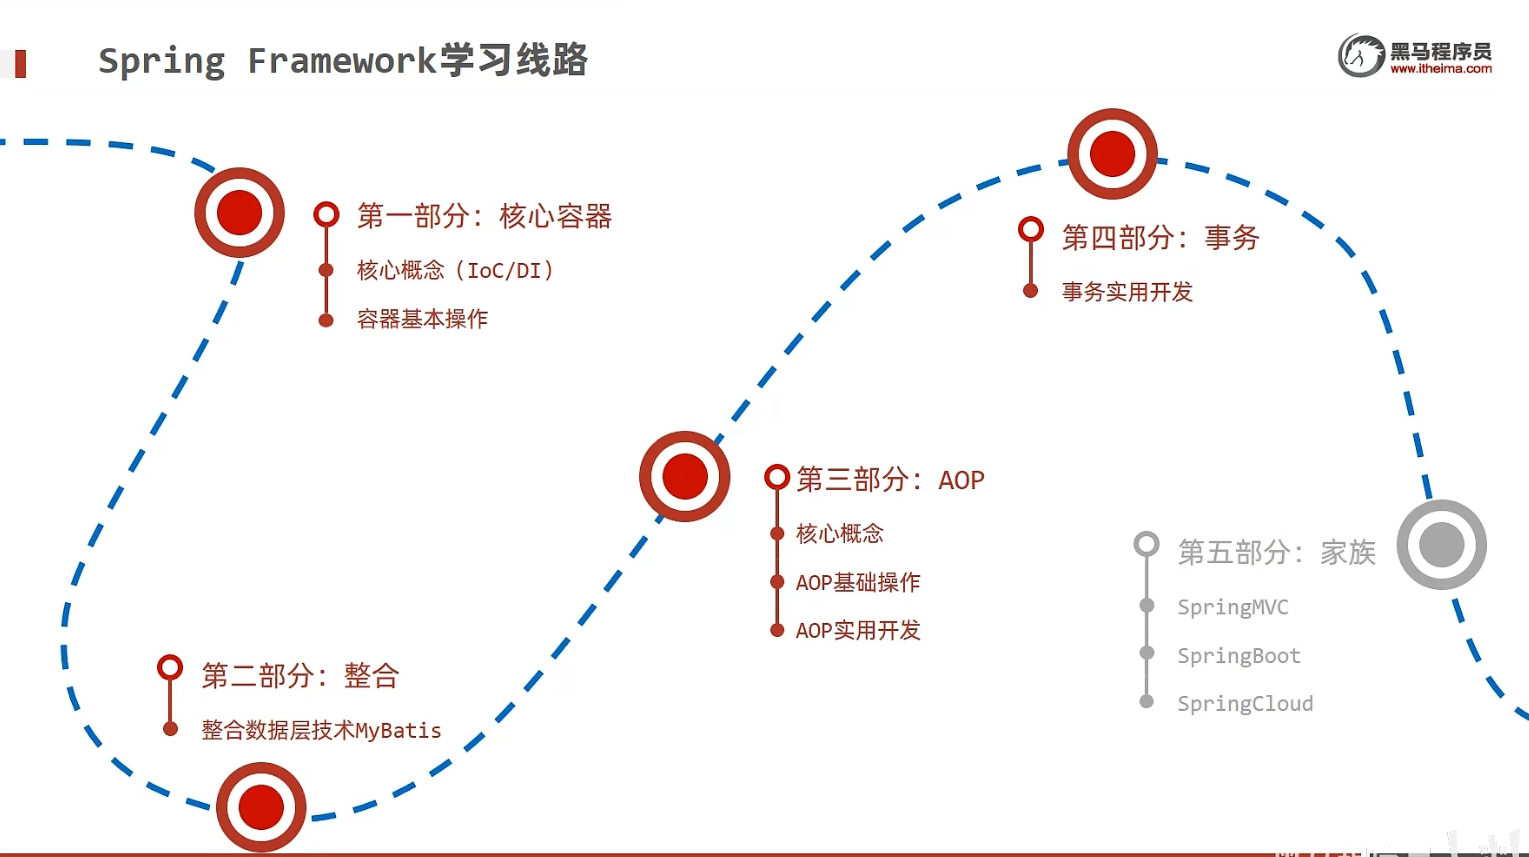 Spring Framework学习线路
黑马程序员
www.itheima.com
第一部分：核心容器
核心概念（IoC/DI）
容器基本操作
第二部分：整合
整合数据层技术MyBatis
第三部分：AOP
核心概念
AOP基础操作
AOP实用开发
第四部分：事务
事务实用开发
第五部分：家族
SpringMVC
SpringBoot
SpringCloud